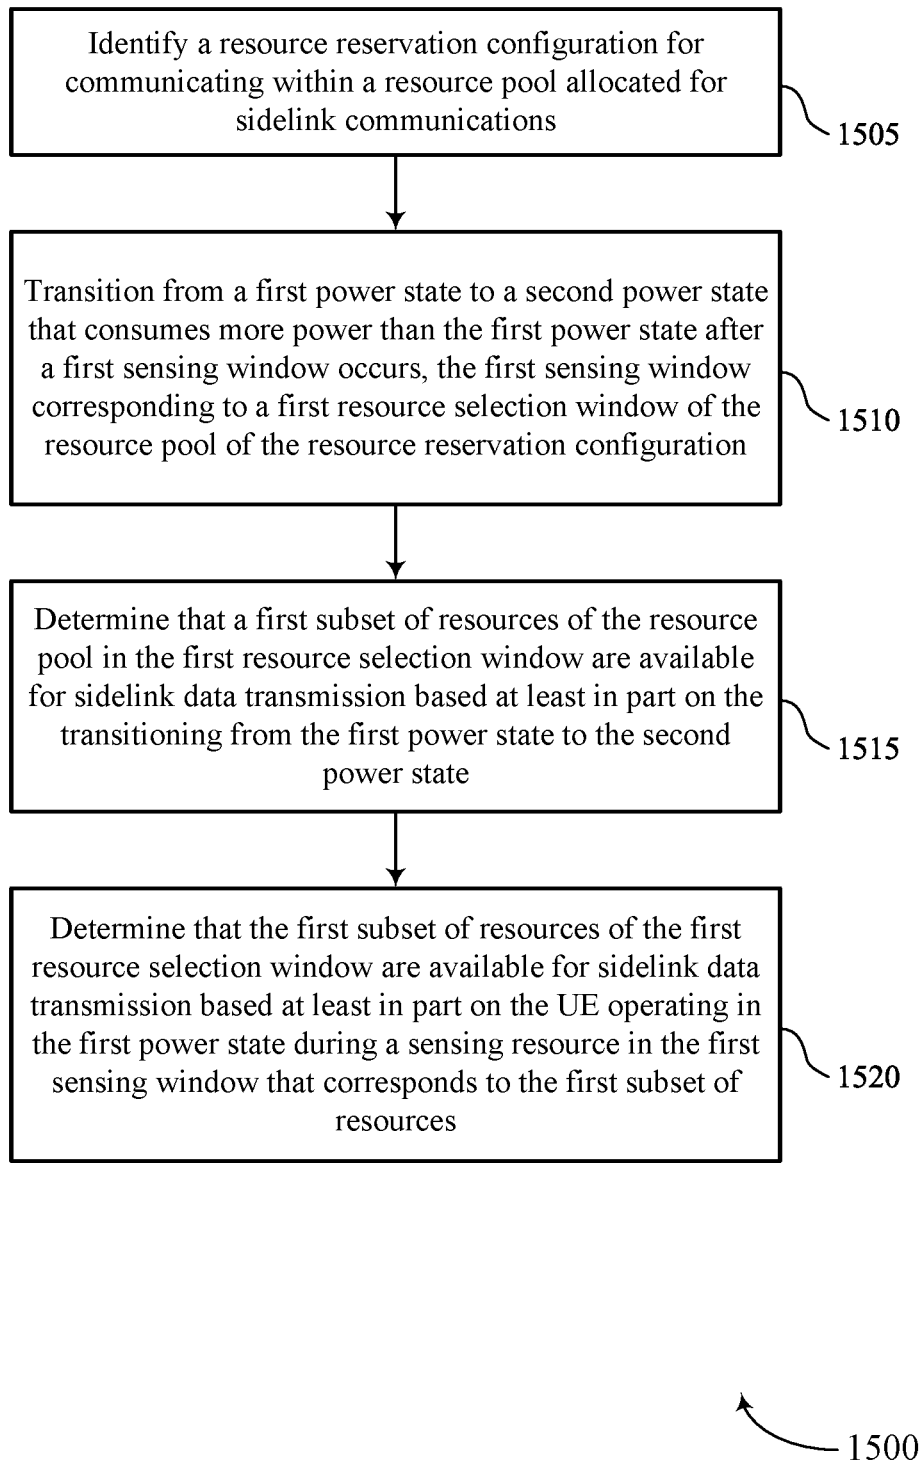 Identify a resource reservation configuration for
communicating within a resource pool allocated for
sidelink communications
1505
Transition from a first power state to a second power state
that consumes more power than the first power state after
a first sensing window occurs, the first sensing window
corresponding to a first resource selection window of the
resource pool of the resource reservation configuration
1510
Determine that a first subset of resources of the resource
pool in the first resource selection window are available
for sidelink data transmission based at least in part on the
transitioning from the first power state to the second
power state
1515
Determine that the first subset of resources of the first
resource selection window are available for sidelink data
transmission based at least in part on the UE operating in
the first power state during a sensing resource in the first
sensing window that corresponds to the first subset of
resources
1520
1500